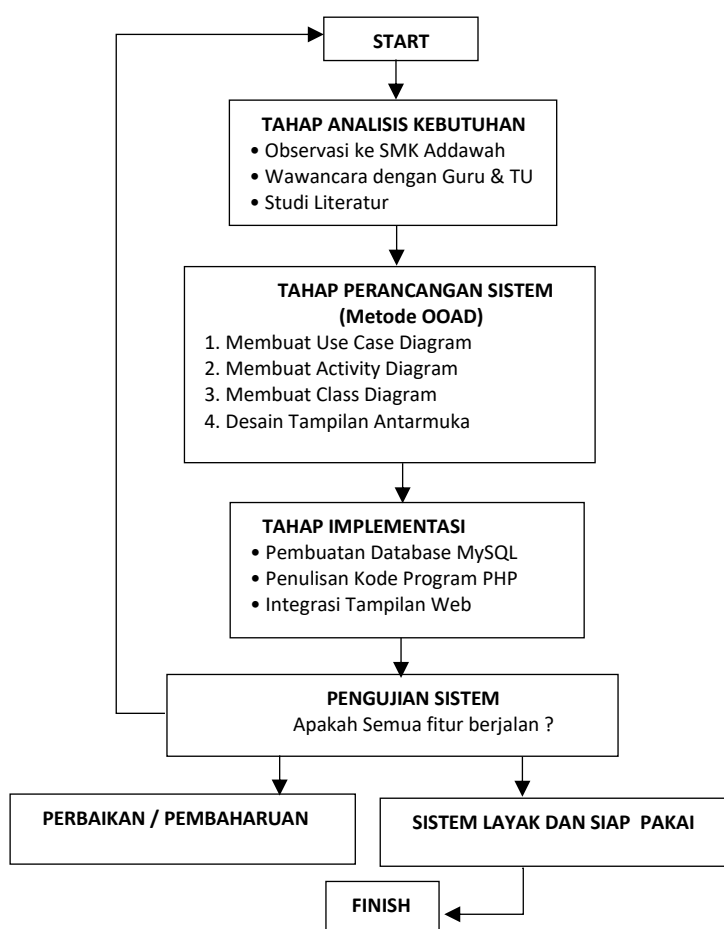 START
TAHAP ANALISIS KEBUTUHAN
• Observasi ke SMK Addawah
• Wawancara dengan Guru & TU
• Studi Literatur
TAHAP PERANCANGAN SISTEM
(Metode OOAD)
1. Membuat Use Case Diagram
2. Membuat Activity Diagram
3. Membuat Class Diagram
4. Desain Tampilan Antarmuka
TAHAP IMPLEMENTASI
• Pembuatan Database MySQL
• Penulisan Kode Program PHP
• Integrasi Tampilan Web
PENGUJIAN SISTEM
Apakah Semua fitur berjalan ?
PERBAIKAN / PEMBAHARUAN
SISTEM LAYAK DAN SIAP PAKAI
FINISH